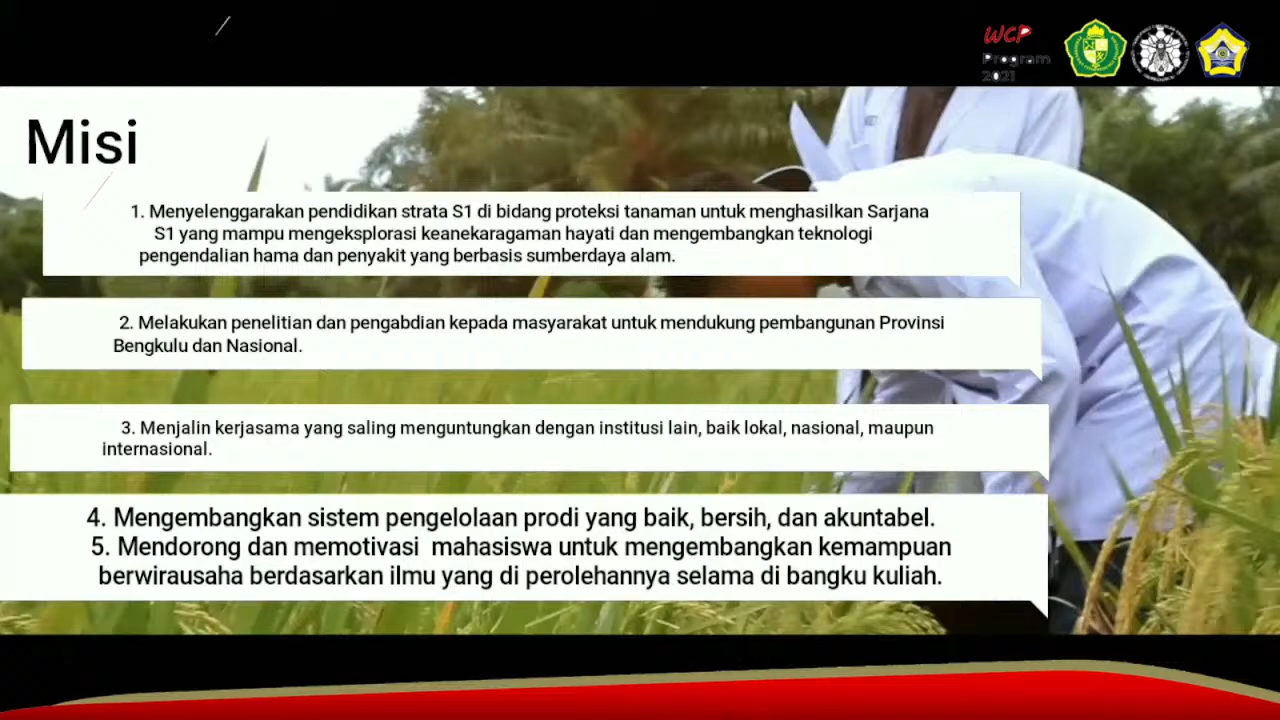 WCP
Program
2021
Misi
1. Menyelenggarakan pendidikan strata S1 di bidang proteksi tanaman untuk menghasilkan Sarjana
S1 yang mampu mengeksplorasi keanekaragaman hayati dan mengembangkan teknologi
pengendalian hama dan penyakit yang berbasis sumberdaya alam.
2. Melakukan penelitian dan pengabdian kepada masyarakat untuk mendukung pembangunan Provinsi
Bengkulu dan Nasional.
3. Menjalin kerjasama yang saling menguntungkan dengan institusi lain, baik lokal, nasional, maupun
internasional.
4. Mengembangkan sistem pengelolaan prodi yang baik, bersih, dan akuntabel.
5. Mendorong dan memotivasi  mahasiswa untuk mengembangkan kemampuan
berwirausaha berdasarkan ilmu yang di perolehannya selama di bangku kuliah.